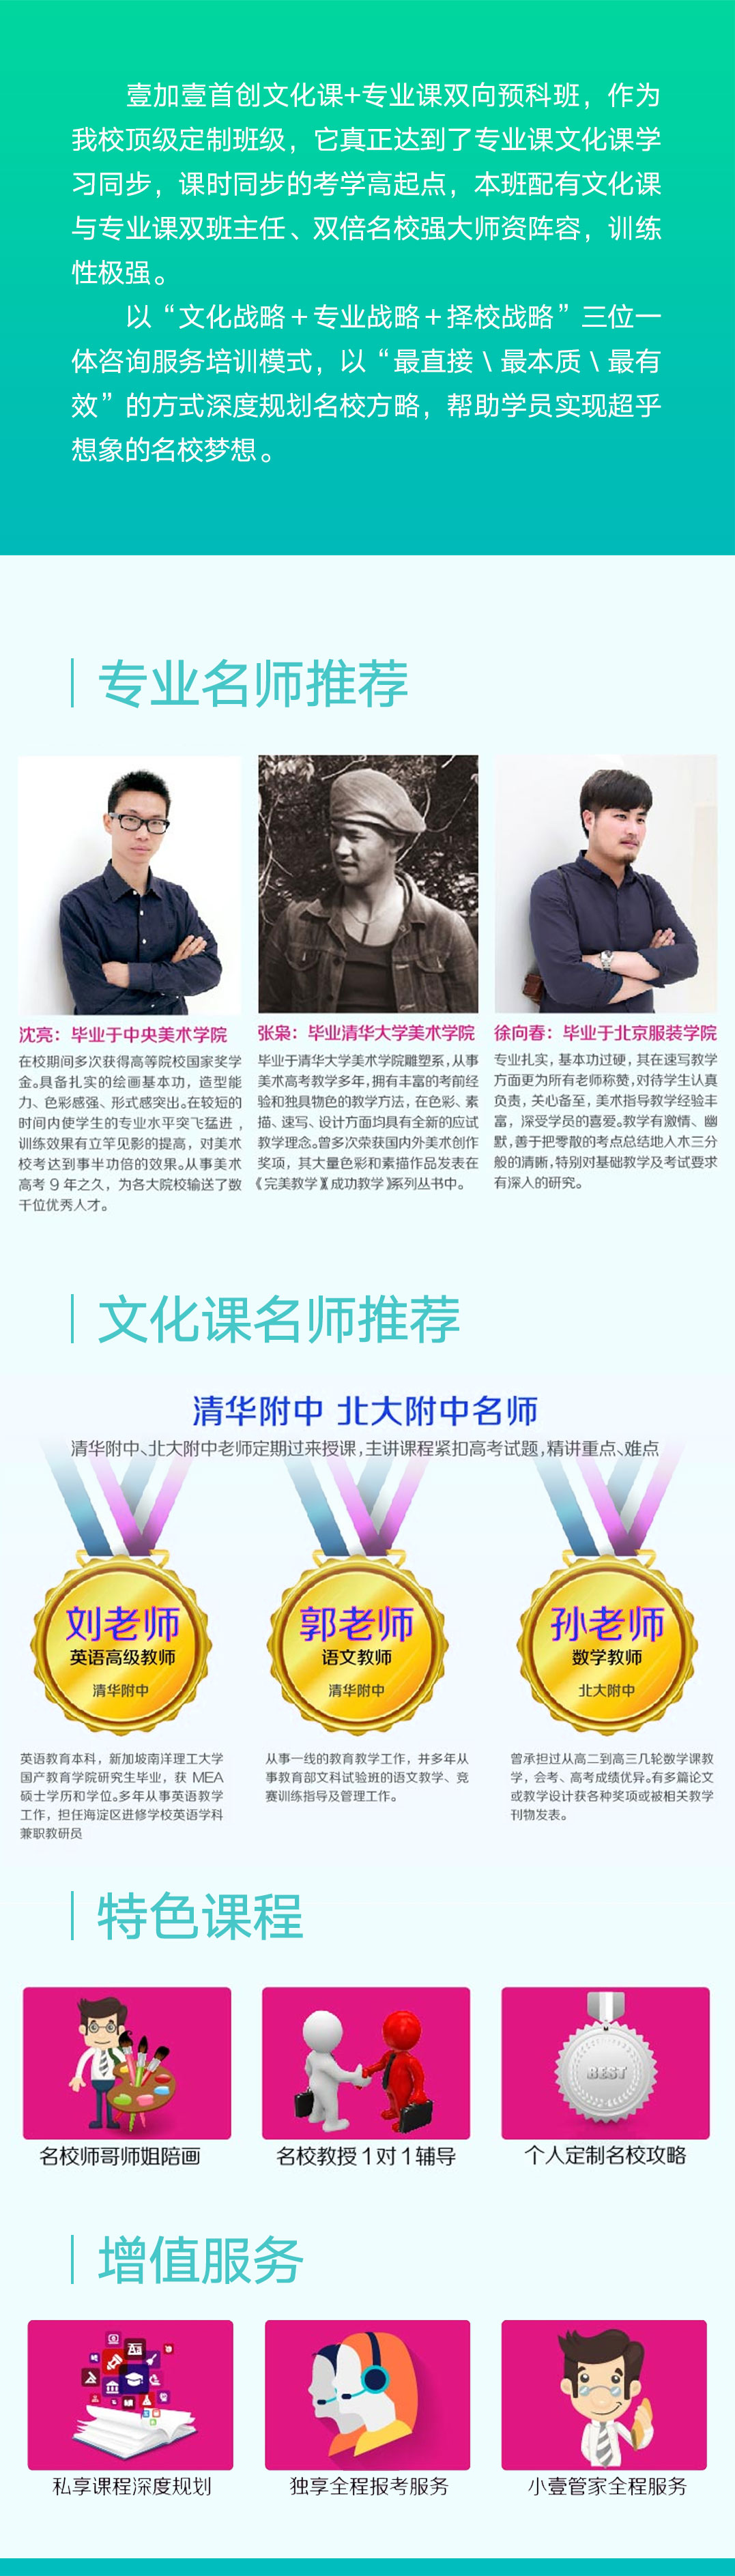 壹加壹首创文化课+专业课双向预科班，作为
我校顶级定制班级，它真正达到了专业课文化课学
习同步，课时同步的考学高起点，本班配有文化课
与专业课双班主任、双倍名校强大师资阵容，训练
性极强。
以“文化战略+专业战略+择校战略”三位一
体咨询服务培训模式，以“最直接\最本质\最有
效”的方式深度规划名校方略，帮助学员实现超乎
想象的名校梦想。
专业名师推荐
沈亮：毕业于中央美术学院
在校期间多次获得高等院校国家奖学
金。具备扎实的绘画基本功，造型能
力、色彩感强、形式感突出。在较短的
时间内使学生的专业水平突飞猛进，
训练效果有立竿见影的提高，对美术
校考达到事半功倍的效果。从事美术
高考 9 年之久，为各大院校输送了数
千位优秀人才。
张枭：毕业清华大学美术学院
毕业于清华大学美术学院雕塑系，从事
美术高考教学多年，拥有丰富的考前经
验和独具物色的教学方法，在色彩、素
描、速写、设计方面均具有全新的应试
教学理念。曾多次荣获国内外美术创作
奖项，其大量色彩和素描作品发表在
《完美教学》《成功教学》系列丛书中。
徐向春：毕业于北京服装学院
专业扎实，基本功过硬，其在速写教学
方面更为所有老师称赞，对待学生认真
负责，关心备至，美术指导教学经验丰
富，深受学员的喜爱。教学有激情、幽
默，善于把零散的考点总结地入木三分
般的清晰，特别对基础教学及考试要求
有深入的研究。
文化课名师推荐
清华附中 北大附中名师
清华附中、北大附中老师定期过来授课，主讲课程紧扣高考试题，精讲重点、难点
刘老师
英语高级教师
清华附中
郭老师
语文教师
清华附中
孙老师
数学教师
北大附中
英语教育本科，新加坡南洋理工大学
国产教育学院研究生毕业，获 MEA
硕士学历和学位。多年从事英语教学
工作，担任海淀区进修学校英语学科
兼职教研员
从事一线的教育教学工作，并多年从
事教育部文科试验班的语文教学、竞
赛训练指导及管理工作。
曾承担过从高二到高三几轮数学课教
学，会考、高考成绩优异。有多篇论文
或教学设计获各种奖项或被相关教学
刊物发表。
特色课程
BEST
名校师哥师姐陪画
名校教授1对1辅导
个人定制名校攻略
增值服务
私享课程深度规划
独享全程报考服务
小壹管家全程服务